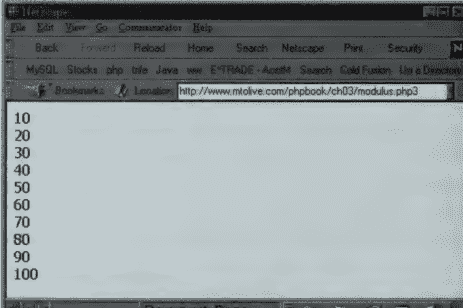 File Edit View Go Communicator Help
Back Forward Reload Home Search Netscape Print Security
MySQL Stocks php Java E*TRADE Search Cold Fusion
Bookmarks Location http://www.mtolive.com/phpbook/ch03/modulus.php3
10
20
30
40
50
60
70
80
90
100